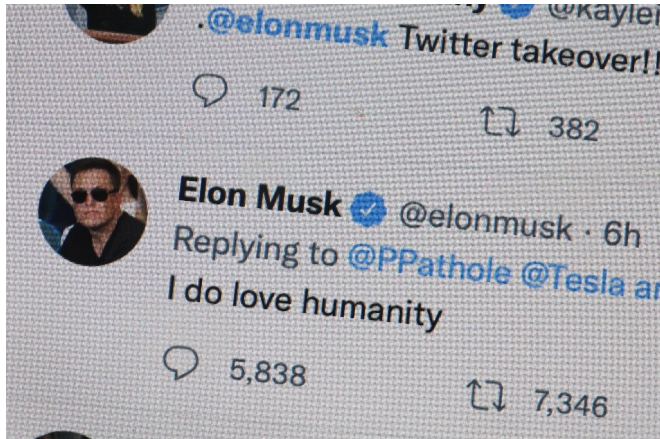 @kaylei
.@elonmusk Twitter takeover!!
172 382
Elon Musk @elonmusk · 6h
Replying to @PPathole @Tesla
I do love humanity
5,838 7,346